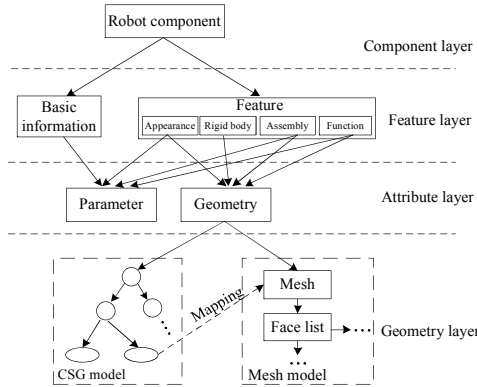 Robot component
Component layer
Basic
information
Feature
Appearance
Rigid body
Assembly
Function
Feature layer
Parameter
Geometry
Attribute layer
Mapping
Mesh
Face list
...
Geometry layer
...
...
CSG model
Mesh model